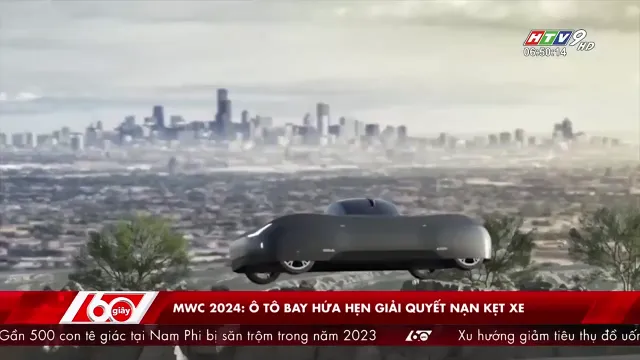 HTV9 HD
06:50:14
60 giây
MWC 2024: Ô TÔ BAY HỨA HẸN GIẢI QUYẾT NẠN KẸT XE
Gần 500 con tê giác tại Nam Phi bị săn trộm trong năm 2023 60 Xu hướng giảm tiêu thụ đồ uố